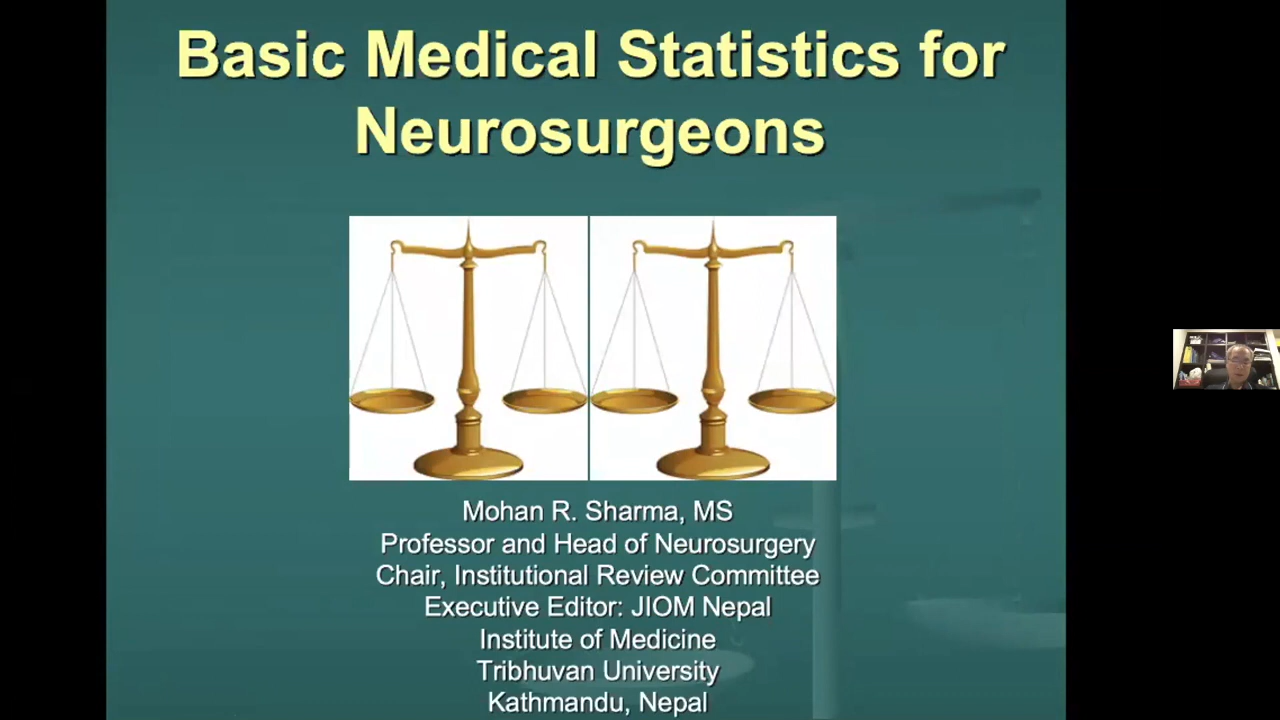 Basic Medical Statistics for
Neurosurgeons
Mohan R. Sharma, MS
Professor and Head of Neurosurgery
Chair, Institutional Review Committee
Executive Editor: JIOM Nepal
Institute of Medicine
Tribhuvan University
Kathmandu, Nepal